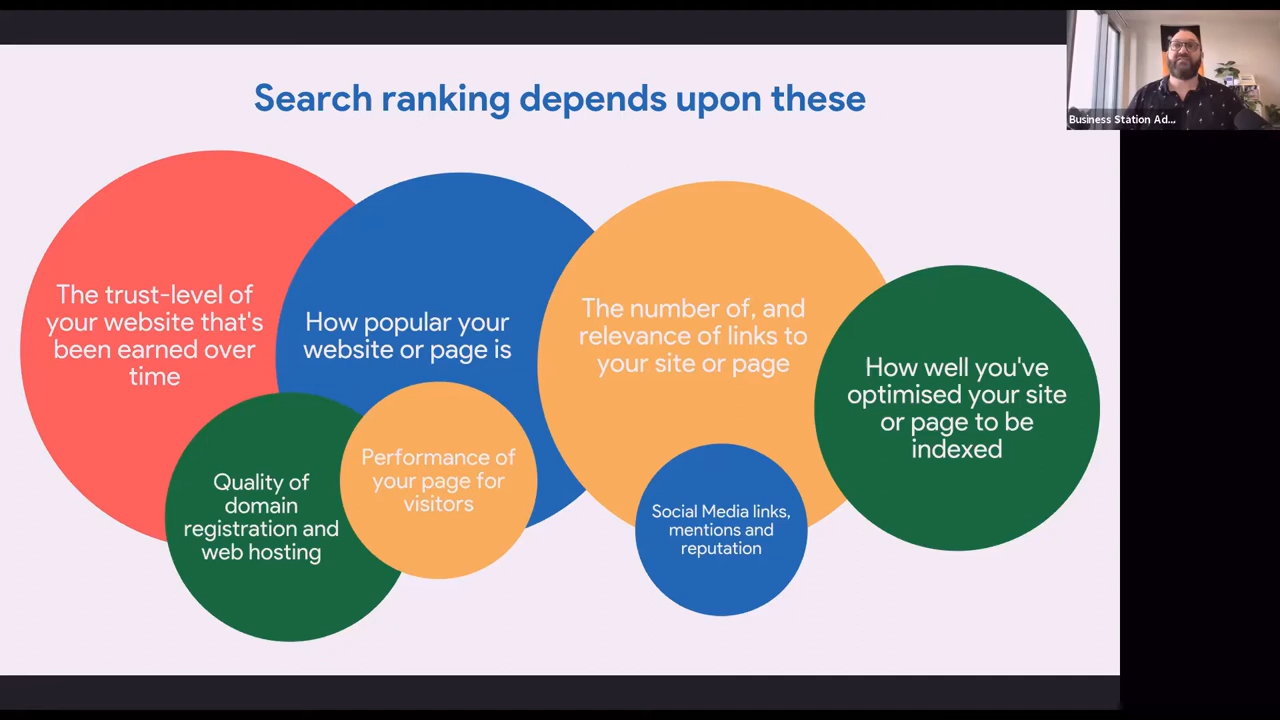 Search ranking depends upon these
Business Station Ad...
The trust-level of
your website that's
been earned over
time
How popular your
website or page is
The number of, and
relevance of links to
your site or page
How well you've
optimised your site
or page to be
indexed
Quality of
domain
registration and
web hosting
Performance of
your page for
visitors
Social Media links,
mentions and
reputation